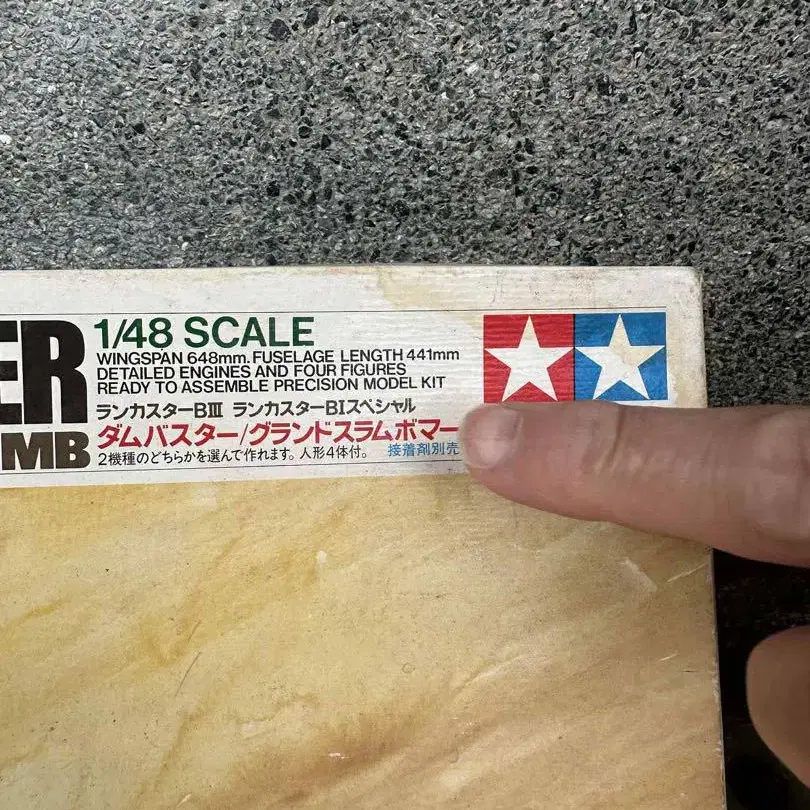 ER 1/48 SCALE
WINGSPAN 648mm. FUSELAGE LENGTH 441mm
DETAILED ENGINES AND FOUR FIGURES
READY TO ASSEMBLE PRECISION MODEL KIT
ランカスターBⅢ ランカスターBIスペシャル
MB ダムバスター/グランドスラムボマー
2機種のどちらかを選んで作れます。人形4体付。 接着剤別売